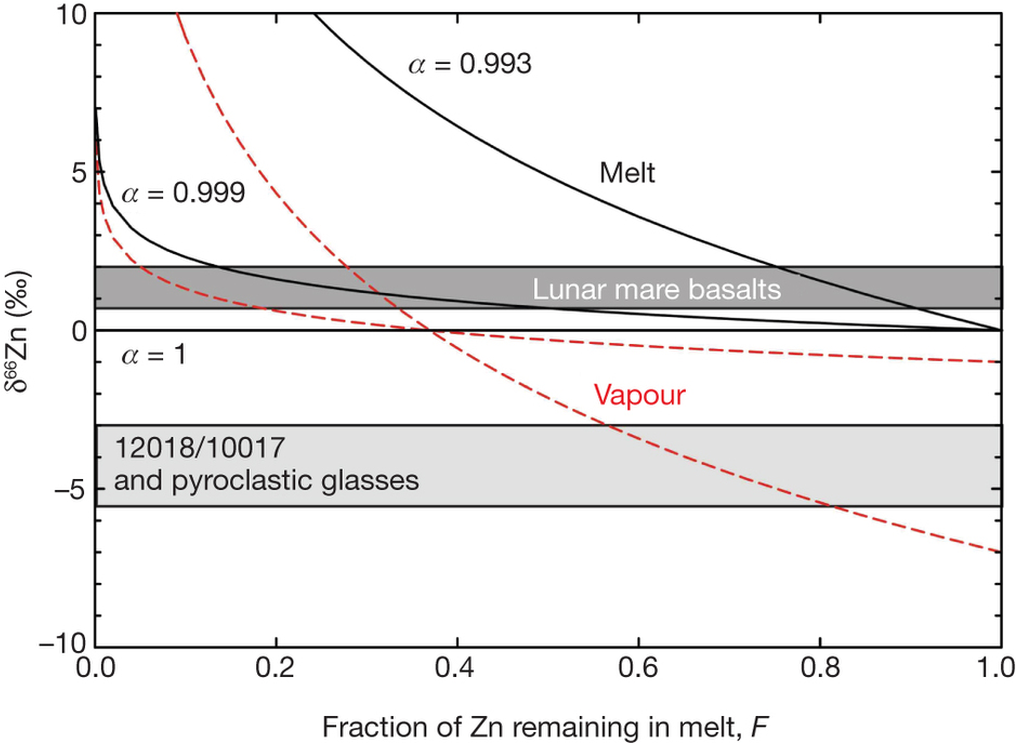 10
α = 0.993
Melt
5
α = 0.999
Lunar mare basalts
0
α = 1
δ⁶⁶Zn (‰)
Vapour
12018/10017
and pyroclastic glasses
−5
−10
0.0 0.2 0.4 0.6 0.8 1.0
Fraction of Zn remaining in melt, F